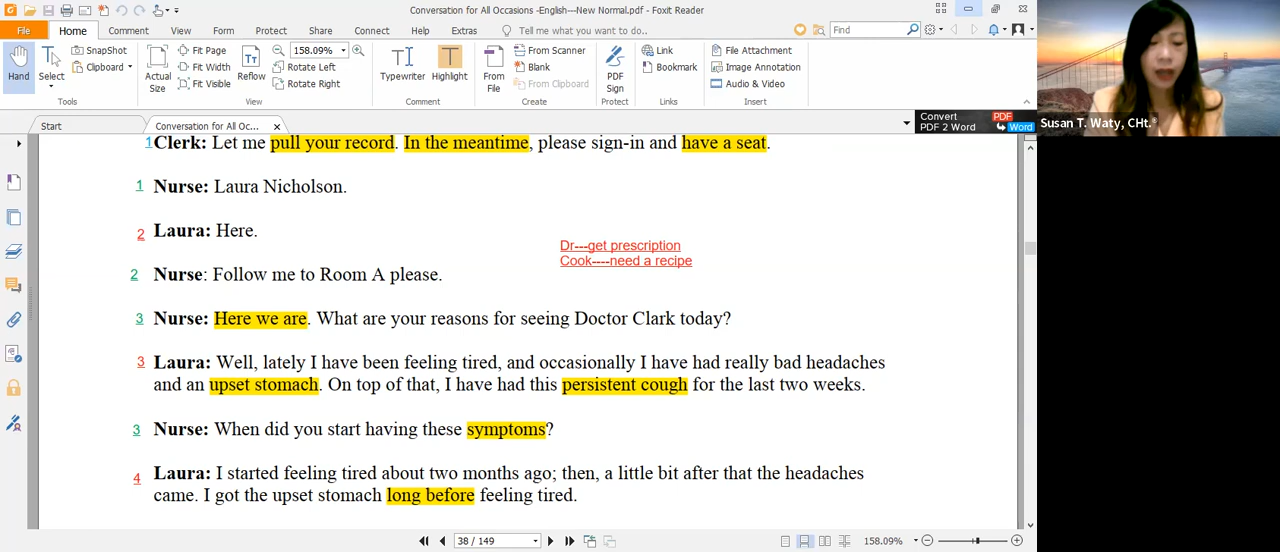 Conversation for All Occasions -English---New Normal.pdf - Foxit Reader
File Home Comment View Form Protect Share Connect Help Extras Tell me what you want to do.. Find
Hand
Select
SnapShot
Clipboard
Tools
Actual Size
Fit Page
Fit Width
Fit Visible
Reflow
158.09%
Rotate Left
Rotate Right
View
Typewriter
Highlight
Comment
From File
From Scanner
Blank
From Clipboard
Create
PDF Sign
Protect
Link
Bookmark
Links
File Attachment
Image Annotation
Audio & Video
Insert
Susan T. Waty, CHt.®
Start
Conversation for All Occ...
Convert PDF
PDF 2 Word Word
1 Clerk: Let me pull your record. In the meantime, please sign-in and have a seat.
1 Nurse: Laura Nicholson.
2 Laura: Here.
Dr---get prescription
Cook----need a recipe
2 Nurse: Follow me to Room A please.
3 Nurse: Here we are. What are your reasons for seeing Doctor Clark today?
3 Laura: Well, lately I have been feeling tired, and occasionally I have had really bad headaches
and an upset stomach. On top of that, I have had this persistent cough for the last two weeks.
3 Nurse: When did you start having these symptoms?
4 Laura: I started feeling tired about two months ago; then, a little bit after that the headaches
came. I got the upset stomach long before feeling tired.
38 / 149
158.09%